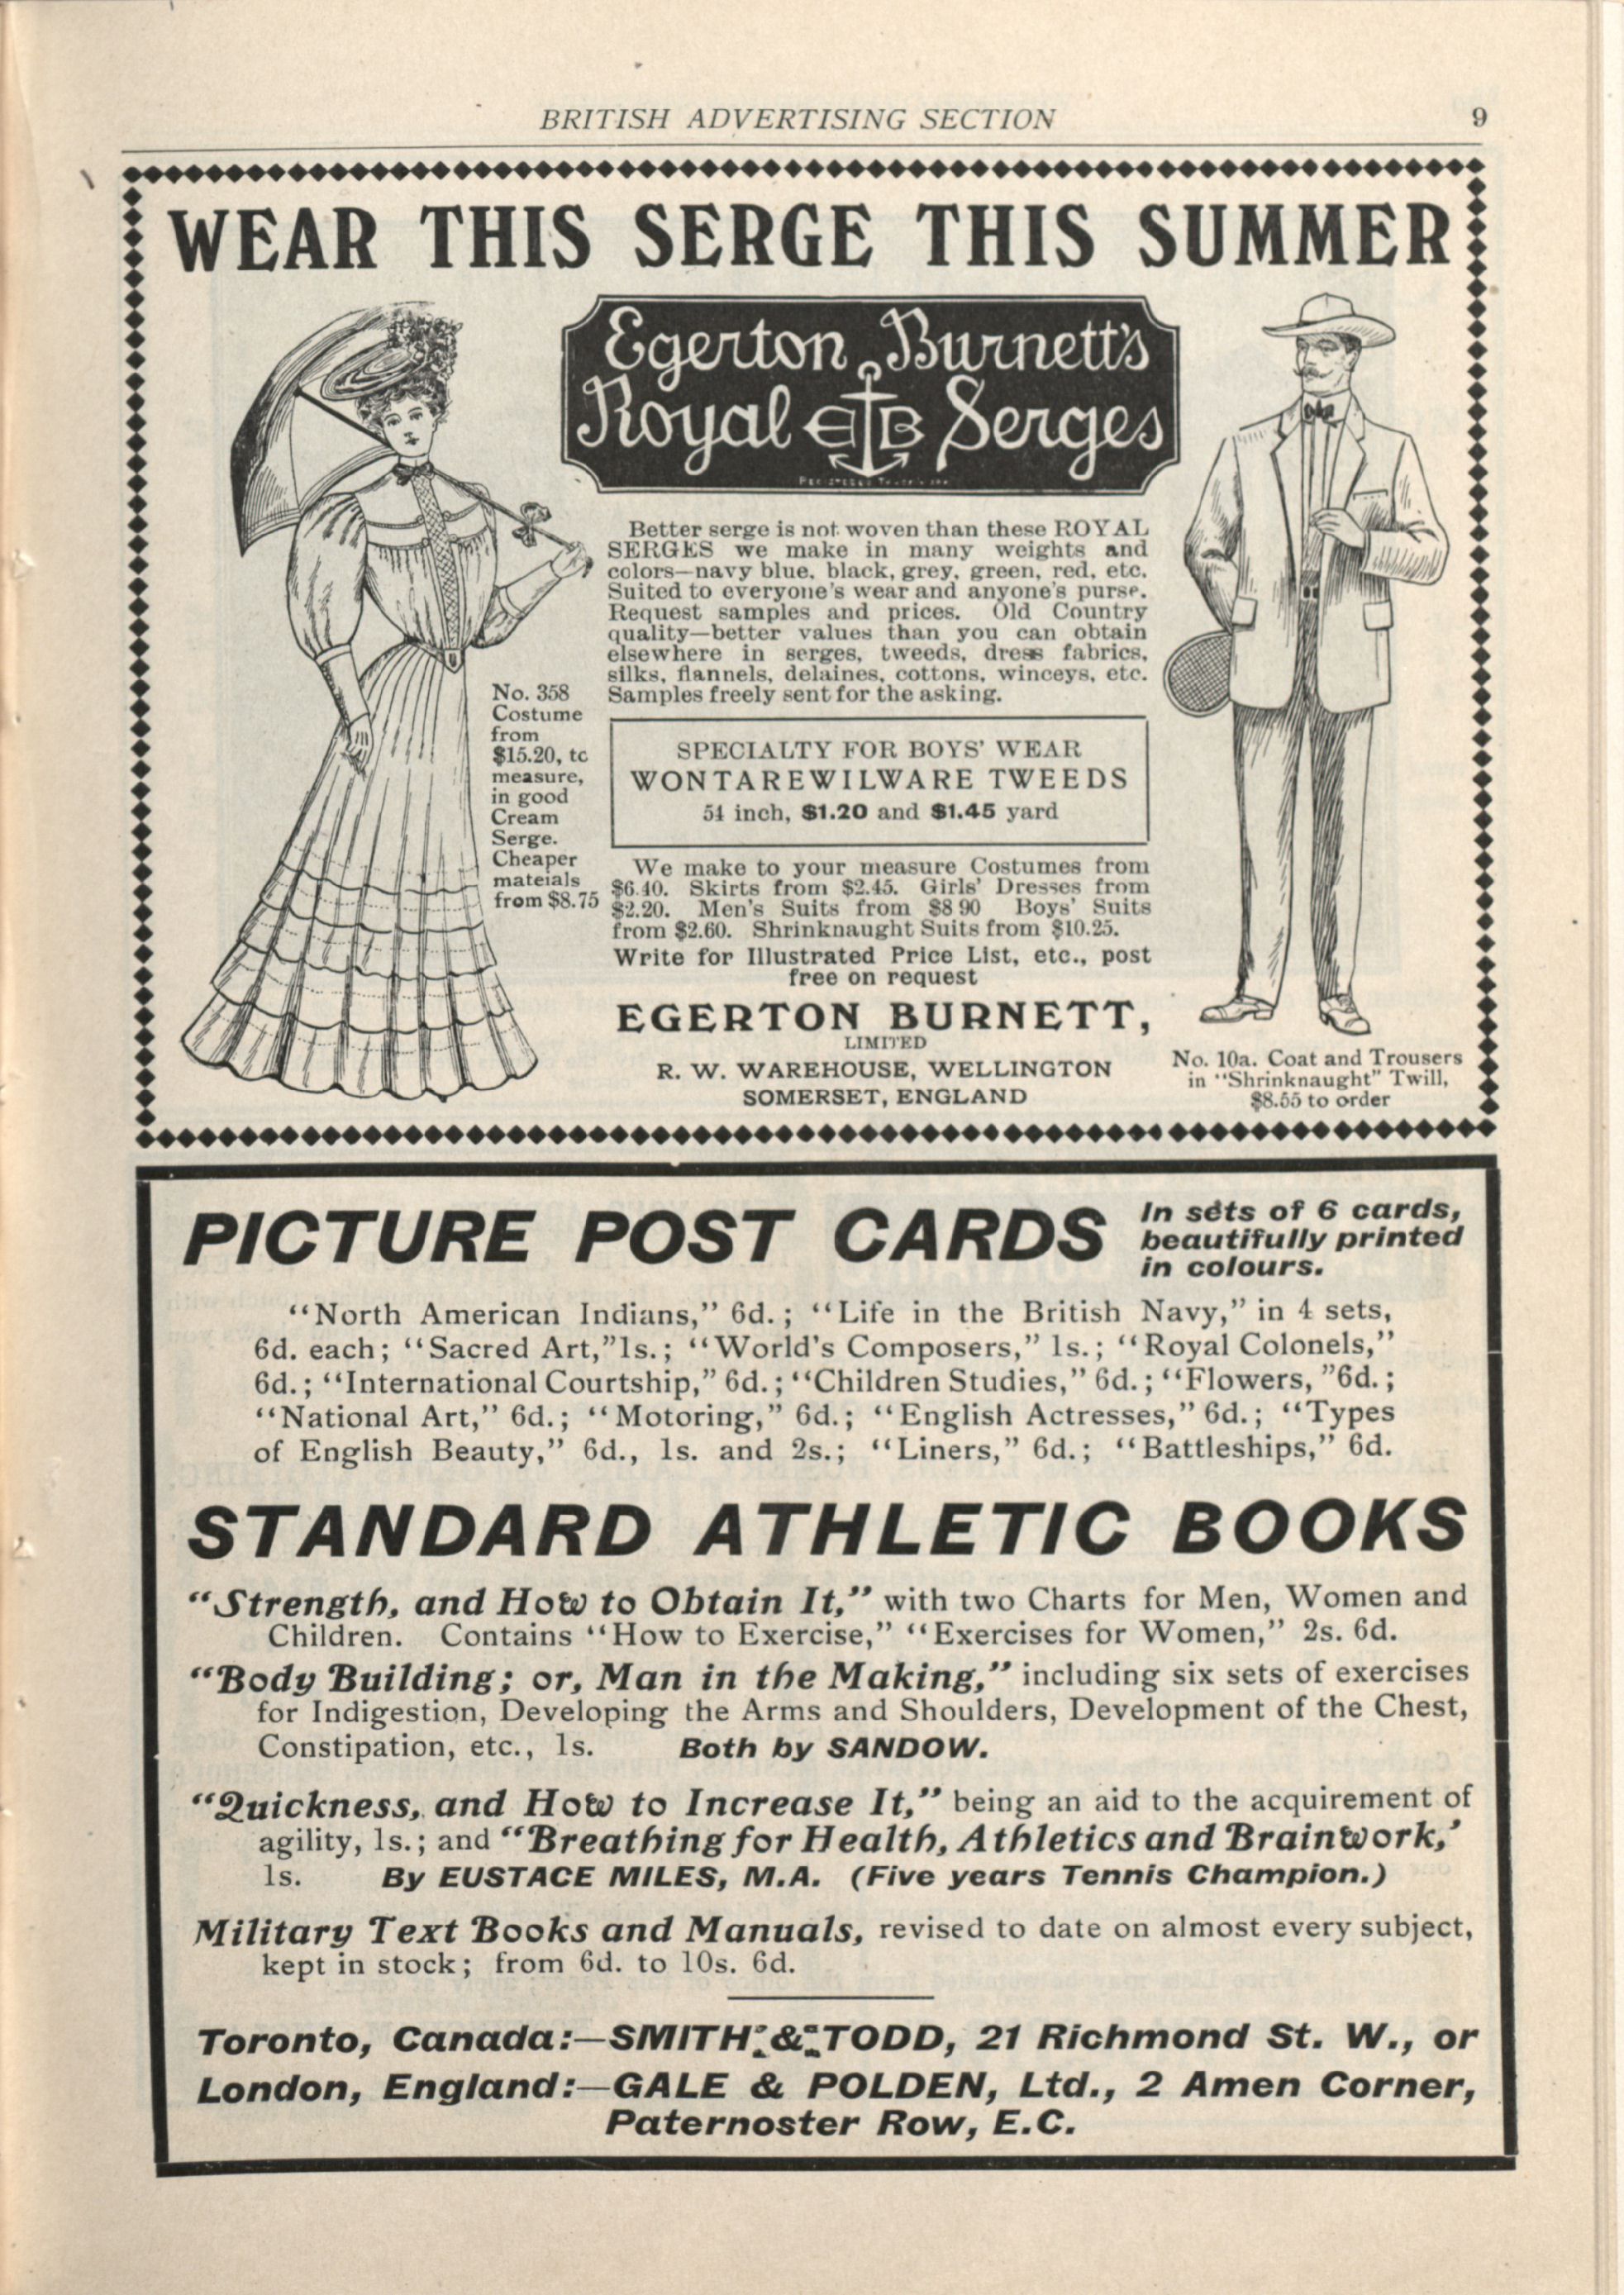 BRITISH ADVERTISING SECTION 9
WEAR THIS SERGE THIS SUMMER
Egerton Burnett's
Royal EB Serges
Better serge is not woven than these ROYAL
SERGES we make in many weights and
colors—navy blue, black, grey, green, red, etc.
Suited to everyone's wear and anyone's purse.
Request samples and prices. Old Country
quality—better values than you can obtain
elsewhere in serges, tweeds, dress fabrics,
silks, flannels, delaines, cottons, winceys, etc.
Samples freely sent for the asking.
No. 358
Costume
from
$15.20, to
measure,
in good
Cream
Serge.
Cheaper
mateials
from $8.75
SPECIALTY FOR BOYS' WEAR
WONTAREWILWARE TWEEDS
54 inch, $1.20 and $1.45 yard
We make to your measure Costumes from
$6.40. Skirts from $2.45. Girls' Dresses from
$2.20. Men's Suits from $8 90 Boys' Suits
from $2.60. Shrinknaught Suits from $10.25.
Write for Illustrated Price List, etc., post
free on request
EGERTON BURNETT,
LIMITED
R. W. WAREHOUSE, WELLINGTON
SOMERSET, ENGLAND
No. 10a. Coat and Trousers
in "Shrinknaught" Twill,
$8.55 to order
PICTURE POST CARDS
In sets of 6 cards,
beautifully printed
in colours.
"North American Indians," 6d.; "Life in the British Navy," in 4 sets,
6d. each; "Sacred Art,"1s.; "World's Composers," 1s.; "Royal Colonels,"
6d.; "International Courtship," 6d.; "Children Studies," 6d.; "Flowers, "6d.;
"National Art," 6d.; "Motoring," 6d.; "English Actresses," 6d.; "Types
of English Beauty," 6d., 1s. and 2s.; "Liners," 6d.; "Battleships," 6d.
STANDARD ATHLETIC BOOKS
"Strength, and How to Obtain It," with two Charts for Men, Women and
Children. Contains "How to Exercise," "Exercises for Women," 2s. 6d.
"Body Building; or, Man in the Making," including six sets of exercises
for Indigestion, Developing the Arms and Shoulders, Development of the Chest,
Constipation, etc., 1s. Both by SANDOW.
"Quickness, and How to Increase It," being an aid to the acquirement of
agility, 1s.; and "Breathing for Health, Athletics and Brainwork,'
1s. By EUSTACE MILES, M.A. (Five years Tennis Champion.)
Military Text Books and Manuals, revised to date on almost every subject,
kept in stock; from 6d. to 10s. 6d.
Toronto, Canada:—SMITH & TODD, 21 Richmond St. W., or
London, England:—GALE & POLDEN, Ltd., 2 Amen Corner,
Paternoster Row, E.C.